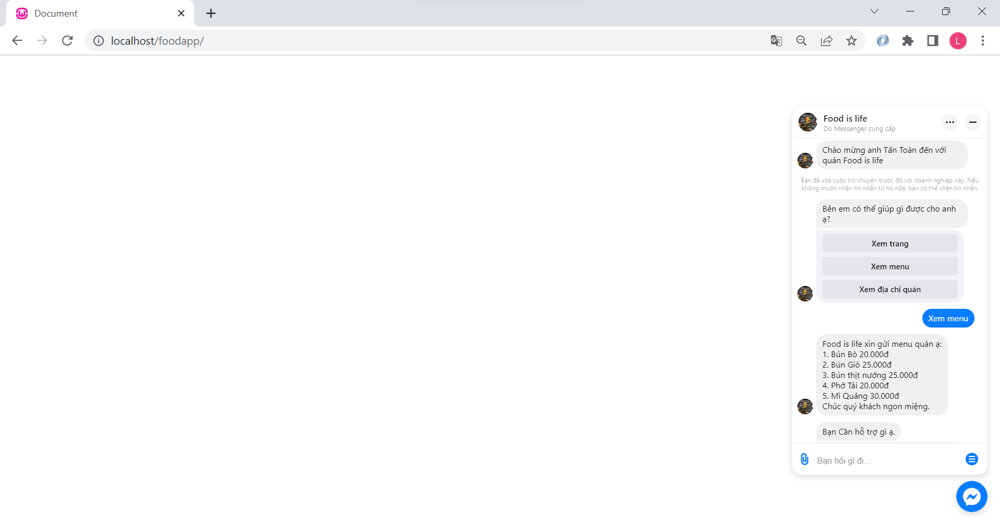 Document
localhost/foodapp/
L
Food is life
Do Messenger cung cấp
Chào mừng anh Tấn Toàn đến với
quán Food is life
Bạn đã xóa cuộc trò chuyện trước đó với doanh nghiệp này. Nếu
không muốn nhận tin nhắn từ họ nữa, bạn có thể chặn tin nhắn.
Bên em có thể giúp gì được cho anh
ạ?
Xem trang
Xem menu
Xem địa chỉ quán
Xem menu
Food is life xin gửi menu quán ạ:
1. Bún Bò 20.000đ
2. Bún Giò 25.000đ
3. Bún thịt nướng 25.000đ
4. Phở Tái 20.000đ
5. Mì Quảng 30.000đ
Chúc quý khách ngon miệng.
Bạn Cần hỗ trợ gì ạ.
Bạn hỏi gì đi...